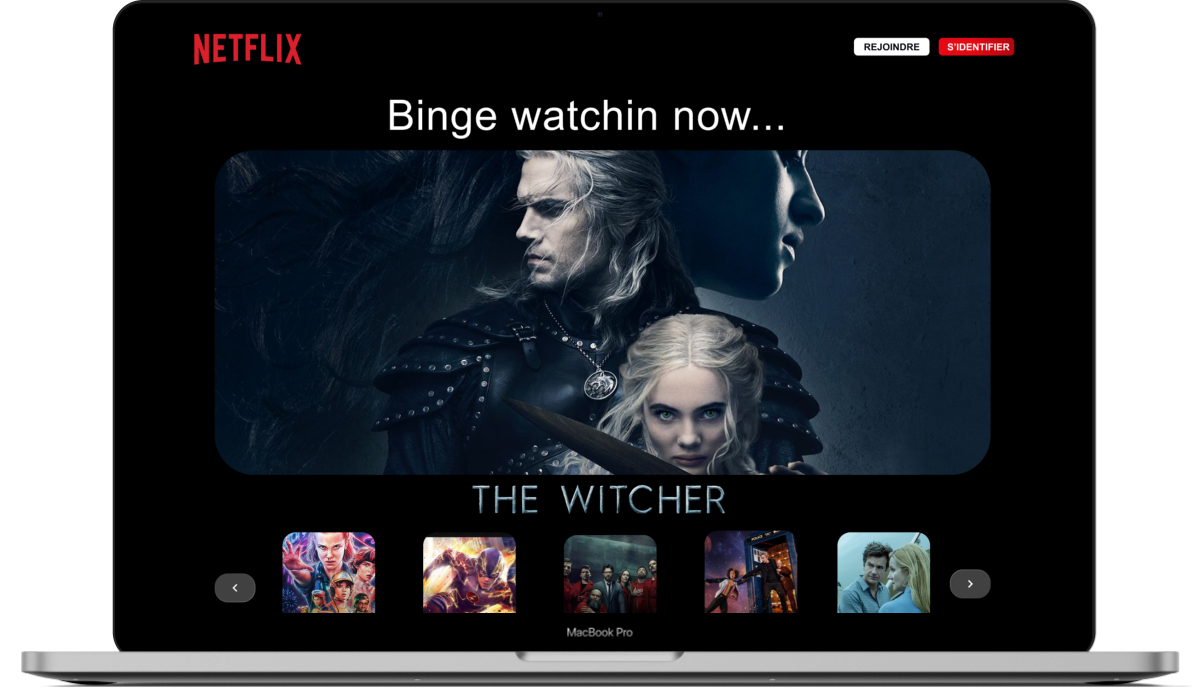 NETFLIX
REJOINDRE
S'IDENTIFIER
Binge watchin now...
THE WITCHER
MacBook Pro